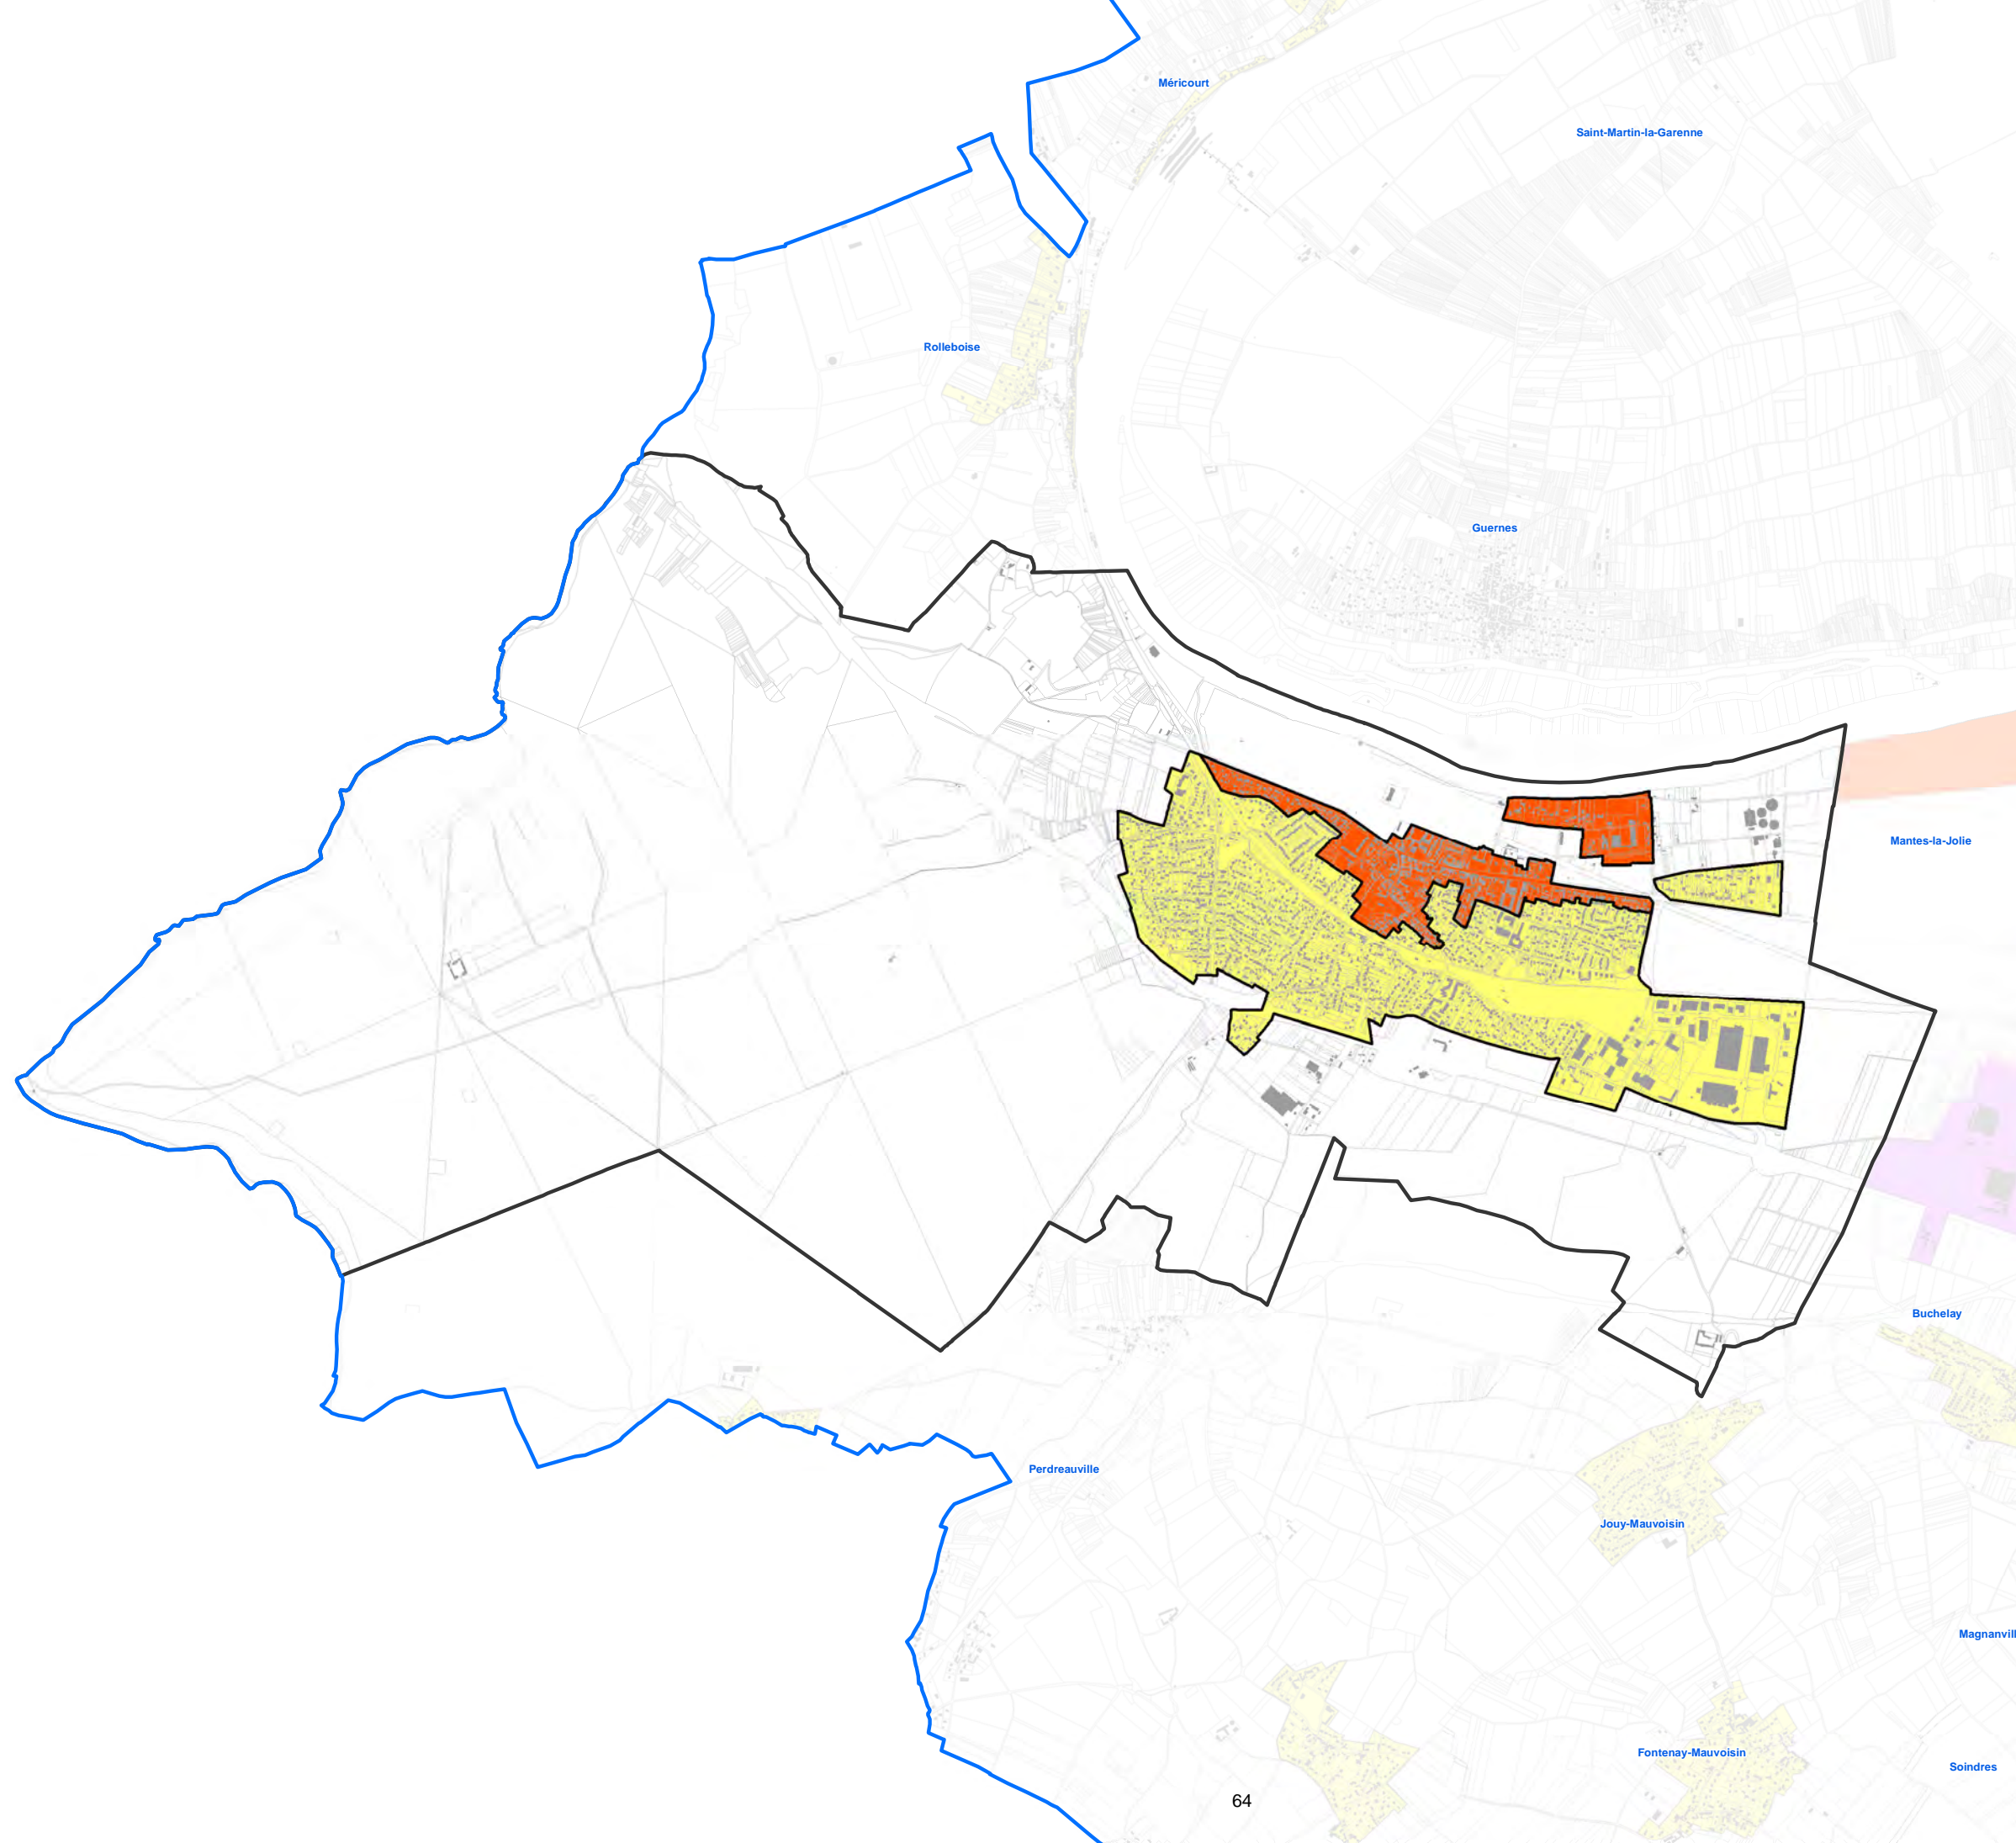 Méricourt
Saint-Martin-la-Garenne
Rolleboise
Guernes
Mantes-la-Jolie
Buchelay
Perdreauville
Jouy-Mauvoisin
Magnanvill
Fontenay-Mauvoisin
Soindres
64